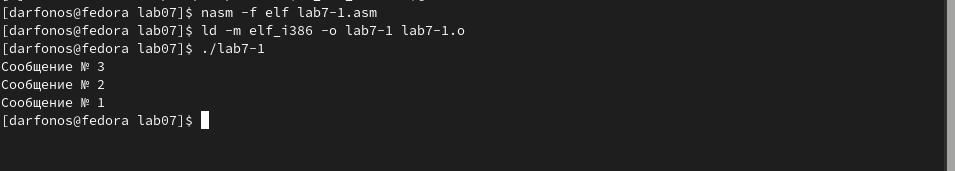 [darfonos@fedora lab07]$ nasm -f elf lab7-1.asm
[darfonos@fedora lab07]$ ld -m elf_i386 -o lab7-1 lab7-1.o
[darfonos@fedora lab07]$ ./lab7-1
Сообщение № 3
Сообщение № 2
Сообщение № 1
[darfonos@fedora lab07]$